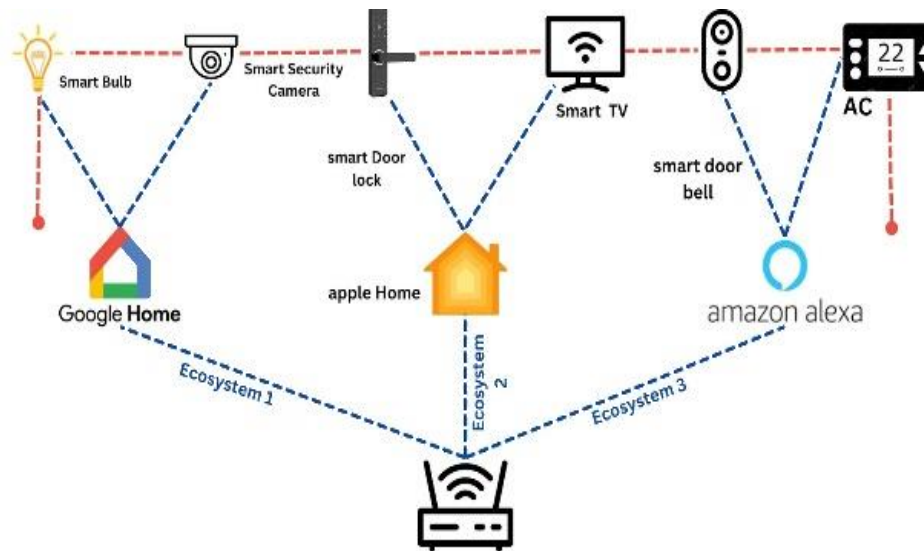 22
Smart Bulb
Smart Security
Camera
Smart TV
AC
smart Door
lock
smart door
bell
apple Home
Google Home
amazon alexa
Ecosystem 1
Ecosystem
2
Ecosystem 3